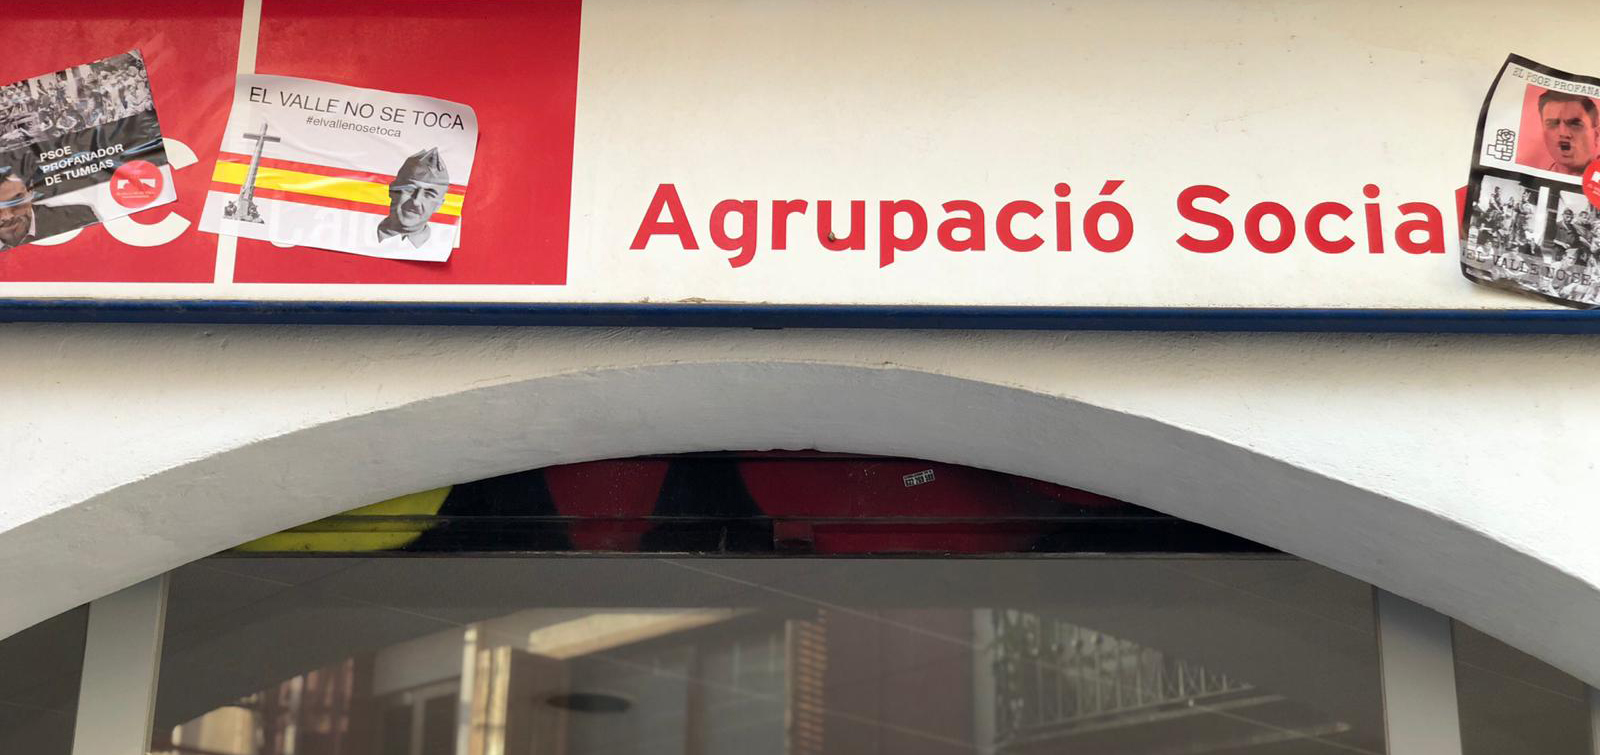 PSOE
PROFANADOR
DE TUMBAS
EL VALLE NO SE TOCA
#elvallenosetoca
Agrupació Social
EL PSOE PROFANA
EL VALLE NO SE